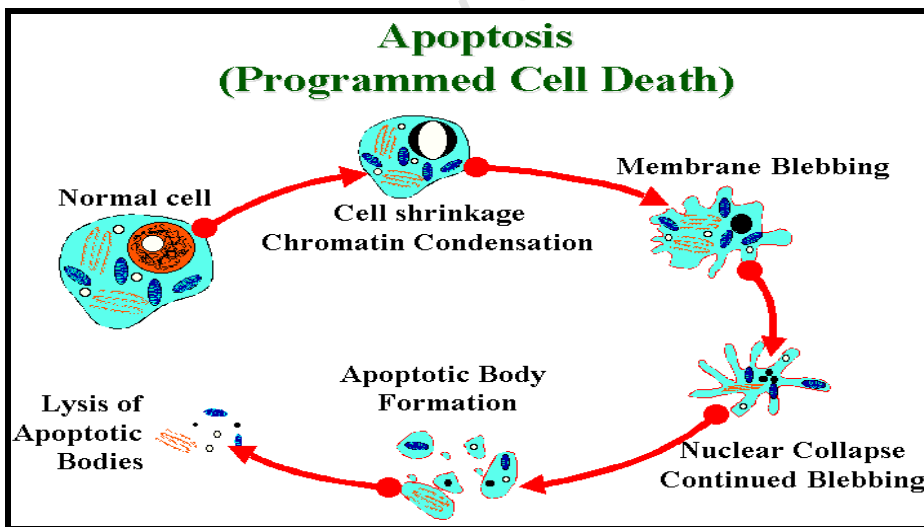 Apoptosis
(Programmed Cell Death)
Normal cell
Cell shrinkage
Chromatin Condensation
Membrane Blebbing
Nuclear Collapse
Continued Blebbing
Apoptotic Body
Formation
Lysis of
Apoptotic
Bodies